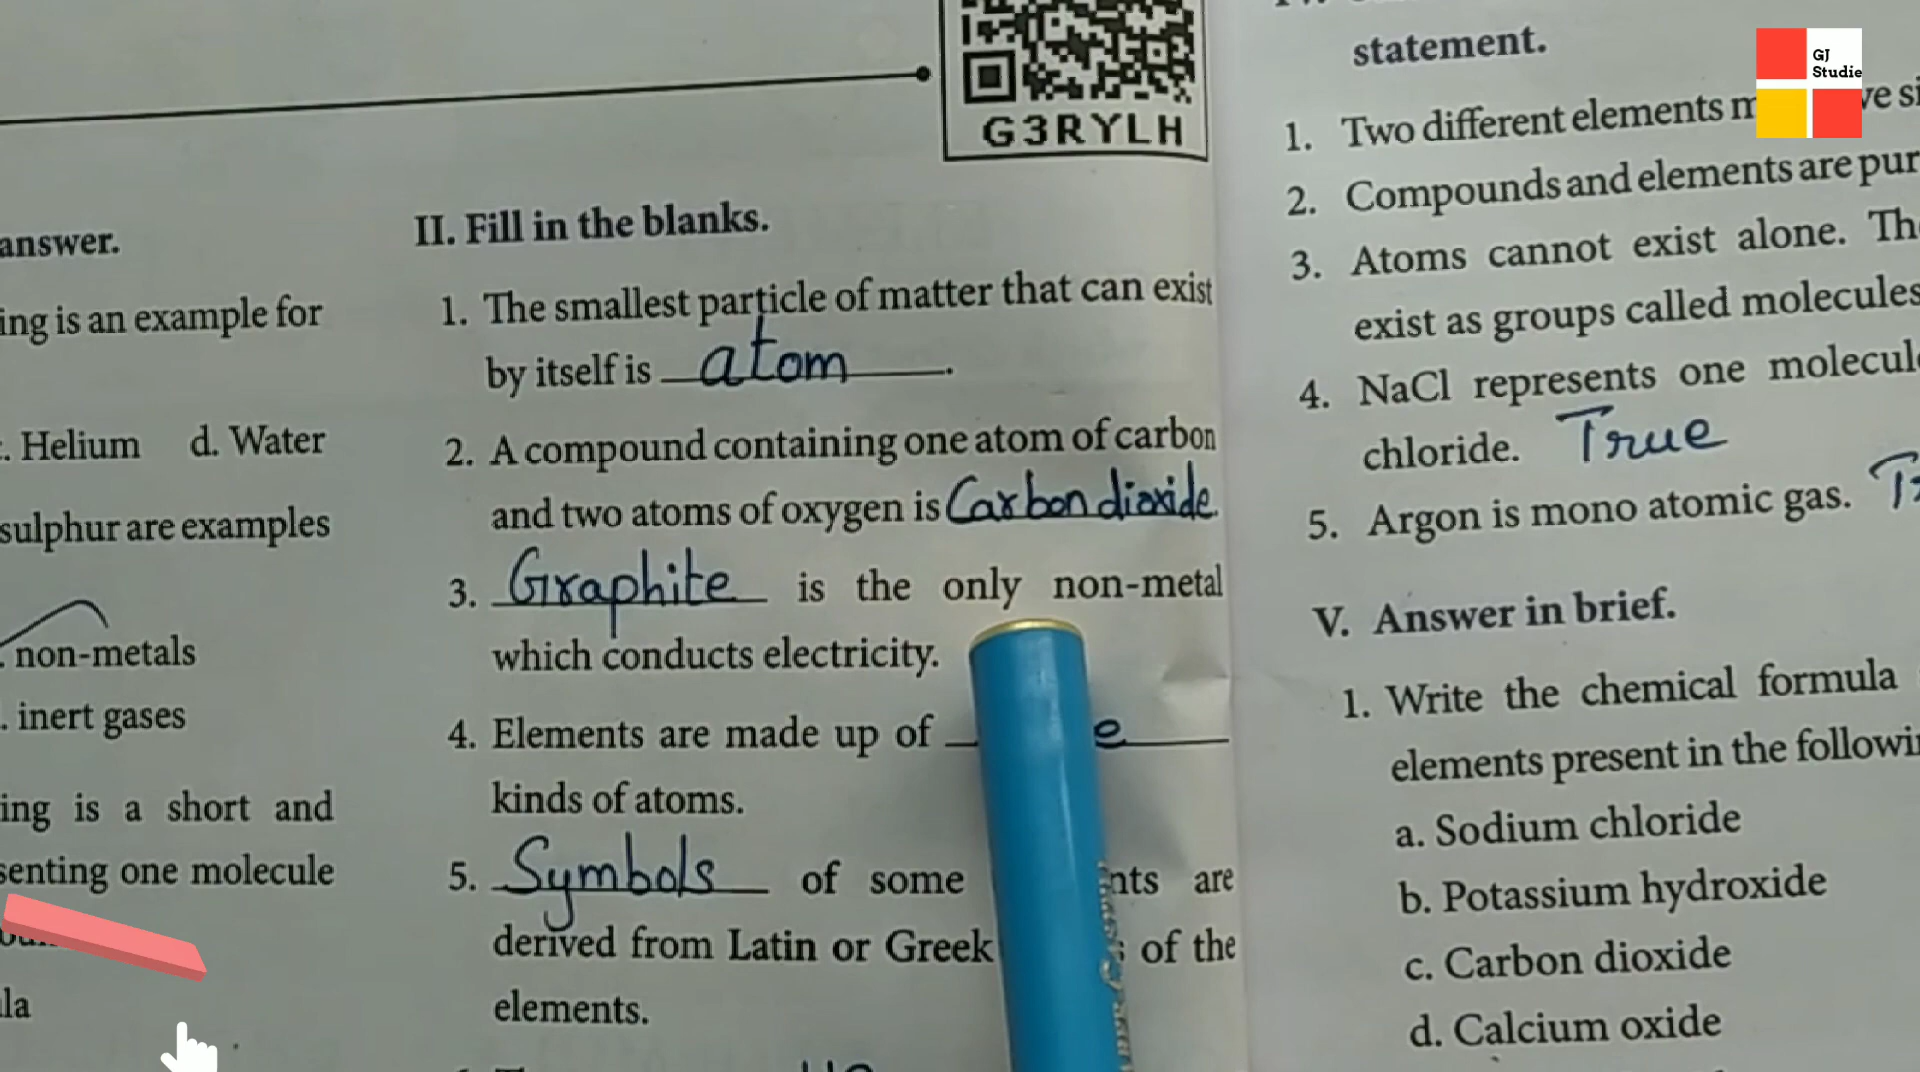 G3RYLH
GJ
Studie
answer.
ing is an example for
. Helium d. Water
sulphur are examples
. non-metals
. inert gases
ing is a short and
senting one molecule
la
II. Fill in the blanks.
1. The smallest particle of matter that can exist
by itself is atom.
2. A compound containing one atom of carbon
and two atoms of oxygen is Carbon dioxide.
3. Graphite is the only non-metal
which conducts electricity.
4. Elements are made up of
kinds of atoms.
5. Symbols of some nts are
derived from Latin or Greek of the
elements.
statement.
1. Two different elements
2. Compounds and elements are pur
3. Atoms cannot exist alone. Th
exist as groups called molecules
4. NaCl represents one molecul
chloride. True
5. Argon is mono atomic gas.
V. Answer in brief.
1. Write the chemical formula
elements present in the followi
a. Sodium chloride
b. Potassium hydroxide
c. Carbon dioxide
d. Calcium oxide